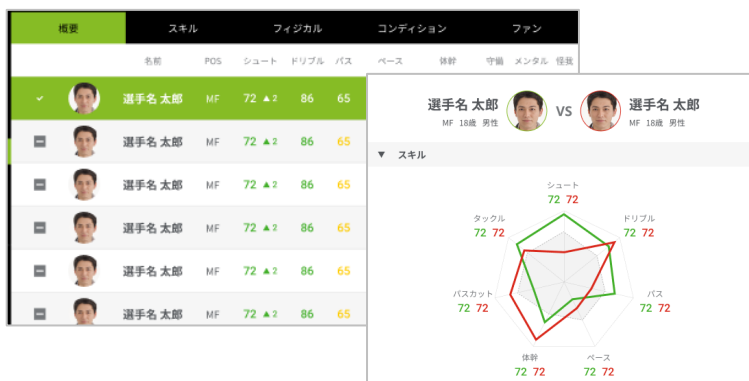 概要 スキル フィジカル コンディション ファン
名前 POS シュート ドリブル パス ペース 体幹 守備 メンタル 怪我
選手名 太郎 MF 72 ▲2 86 65
選手名 太郎 MF 72 ▲2 86 65
選手名 太郎 MF 72 ▲2 86 65
選手名 太郎 MF 72 ▲2 86 65
選手名 太郎 MF 72 ▲2 86 65
選手名 太郎 MF 72 ▲2 86 65
選手名 太郎 VS 選手名 太郎
MF 18歳 男性 MF 18歳 男性
▼ スキル
シュート
72 72
タックル ドリブル
72 72 72 72
パスカット パス
72 72 72 72
体幹 ペース
72 72 72 72